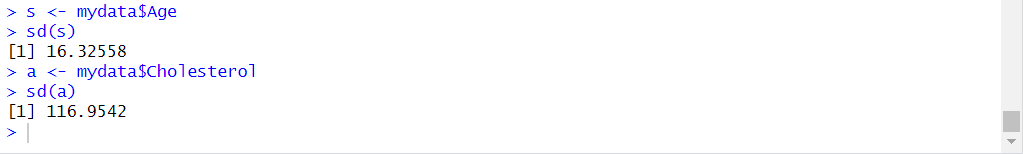 > s <- mydata$Age
> sd(s)
[1] 16.32558
> a <- mydata$Cholesterol
> sd(a)
[1] 116.9542
>